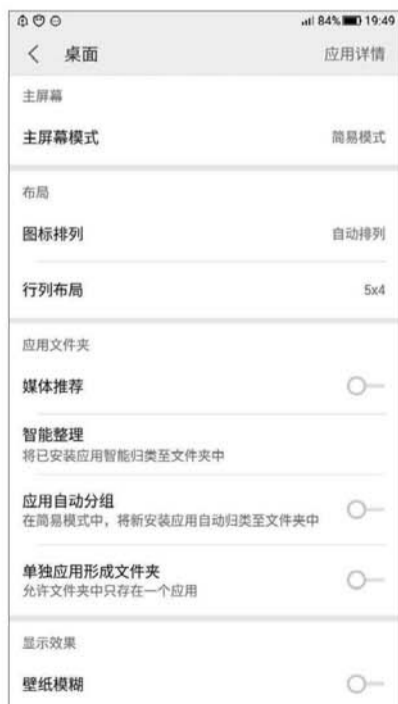 84% 19:49
桌面 应用详情
主屏幕
主屏幕模式 简易模式
布局
图标排列 自动排列
行列布局 5x4
应用文件夹
媒体推荐
智能整理
将已安装应用智能归类至文件夹中
应用自动分组
在简易模式中，将新安装应用自动归类至文件夹中
单独应用形成文件夹
允许文件夹中只存在一个应用
显示效果
壁纸模糊